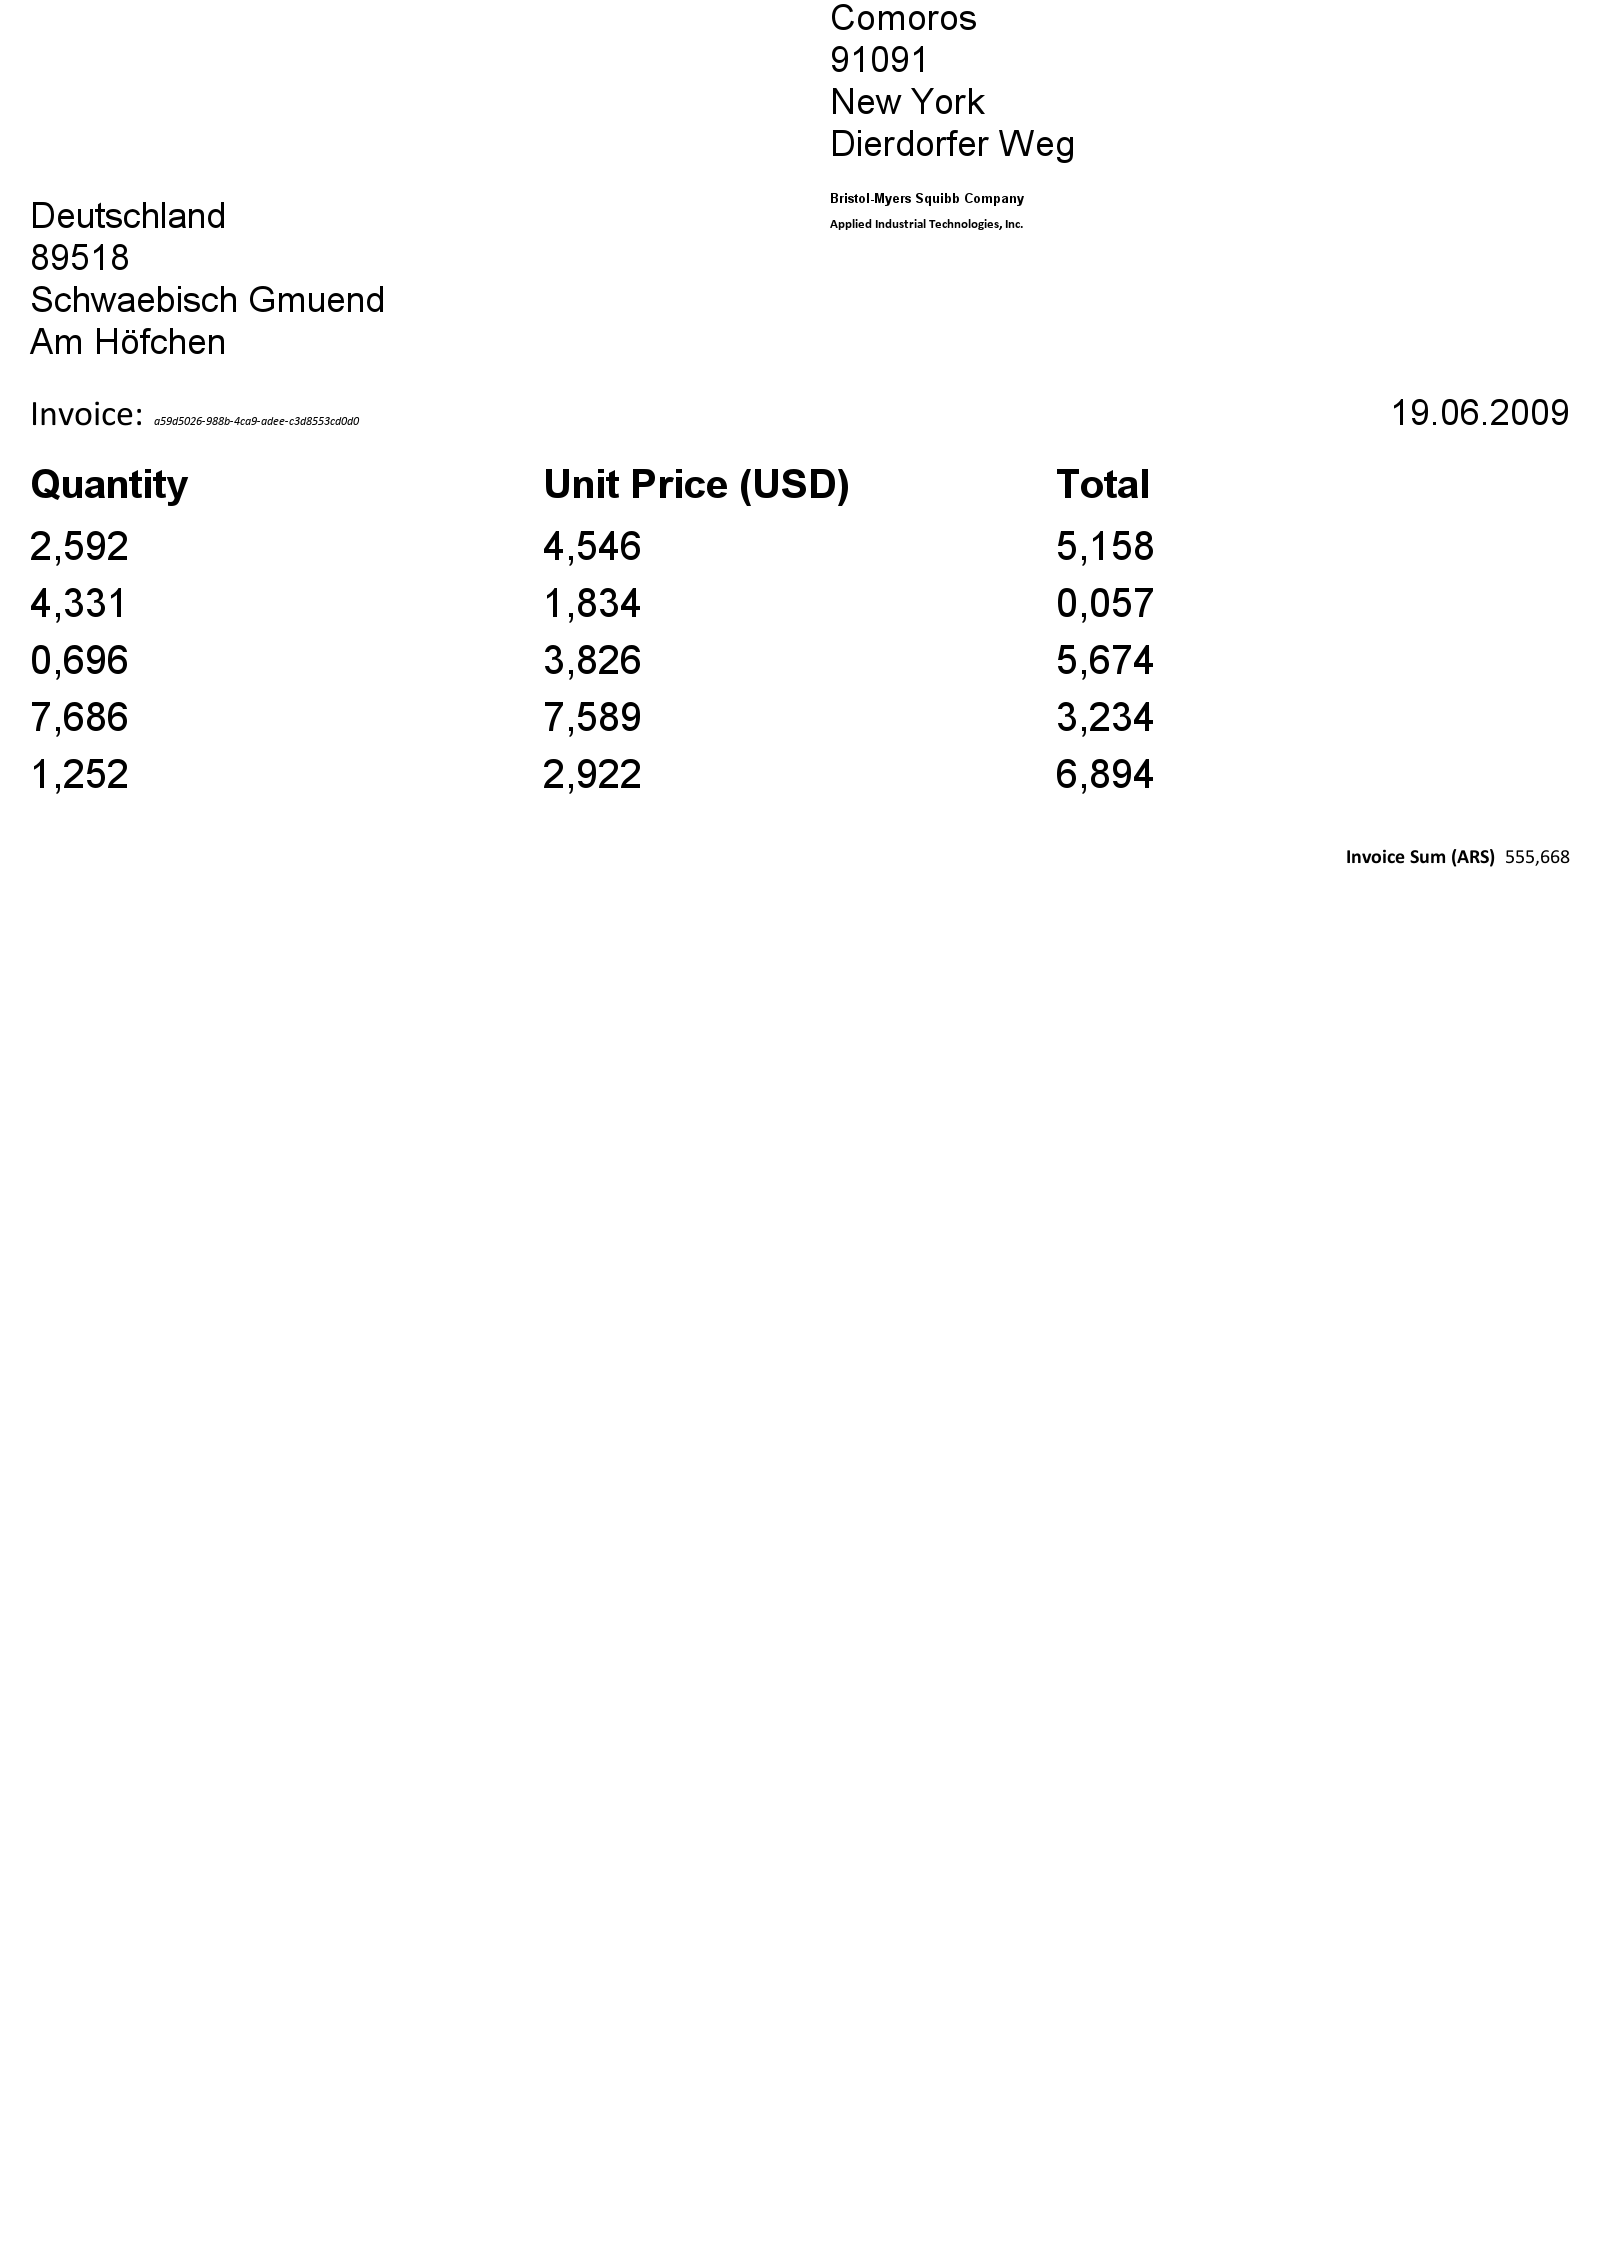 Comoros
91091
New York
Dierdorfer Weg
Bristol-Myers Squibb Company
Applied Industrial Technologies, Inc.
Deutschland
89518
Schwaebisch Gmuend
Am Höfchen
Invoice: a59d5026-988b-4ca9-adee-c3d8553cd0d0 19.06.2009
Quantity Unit Price (USD) Total
2,592 4,546 5,158
4,331 1,834 0,057
0,696 3,826 5,674
7,686 7,589 3,234
1,252 2,922 6,894
Invoice Sum (ARS) 555,668